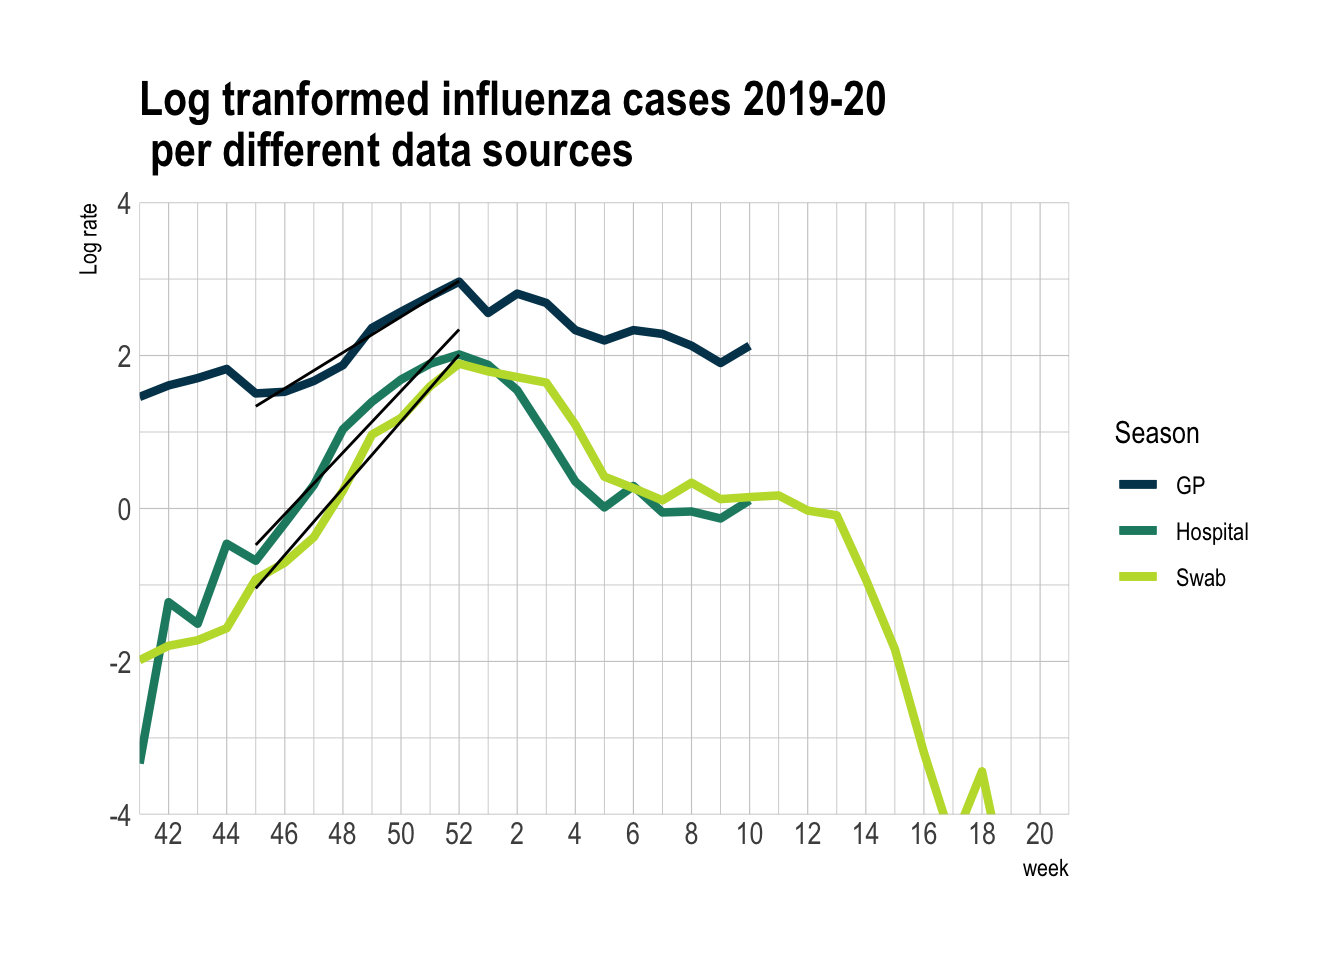 Log tranformed influenza cases 2019-20
per different data sources
Log rate
4
2
0
-2
-4
42 44 46 48 50 52 2 4 6 8 10 12 14 16 18 20
week
Season
GP
Hospital
Swab